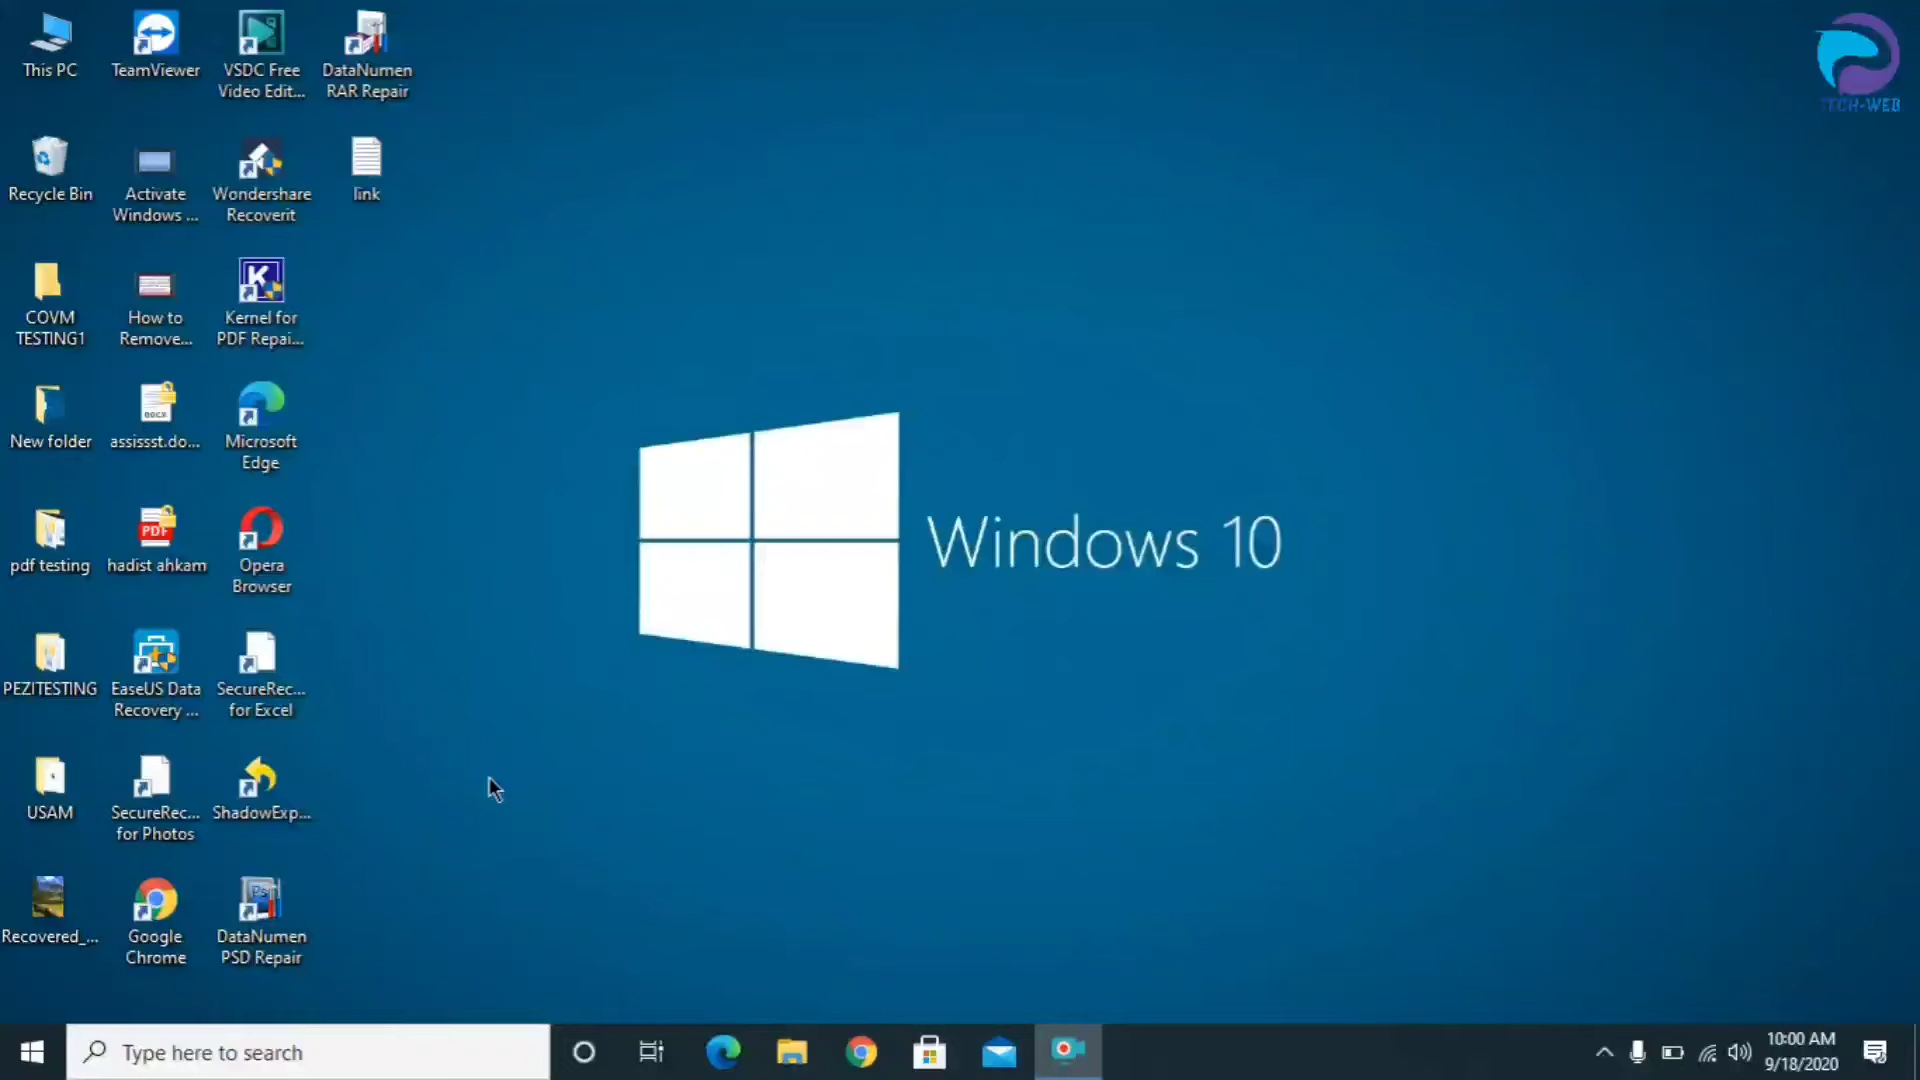 This PC
TeamViewer
VSDC Free
Video Edit...
DataNumen
RAR Repair
TECH-WEB
Recycle Bin
Activate
Windows ...
Wondershare
Recoverit
link
COVM
TESTING1
How to
Remove...
K
Kernel for
PDF Repai...
New folder
DOCX
assissst.do...
Microsoft
Edge
Windows 10
pdf testing
PDF
hadist ahkam
Opera
Browser
PEZITESTING
EaseUS Data
Recovery ...
SecureRec...
for Excel
USAM
SecureRec...
for Photos
ShadowExp...
Recovered_...
Google
Chrome
Ps
DataNumen
PSD Repair
Type here to search
10:00 AM
9/18/2020